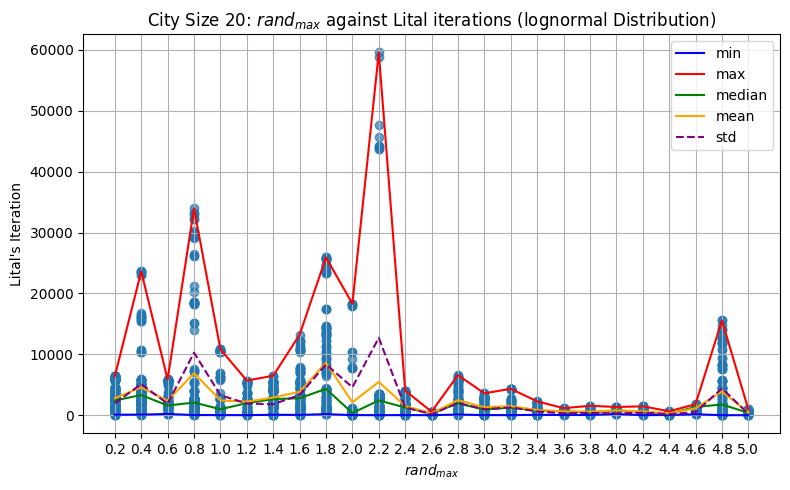 City Size 20: rand_max against Lital iterations (lognormal Distribution)
min
max
median
mean
std
Lital's Iteration
60000
50000
40000
30000
20000
10000
0
0.2 0.4 0.6 0.8 1.0 1.2 1.4 1.6 1.8 2.0 2.2 2.4 2.6 2.8 3.0 3.2 3.4 3.6 3.8 4.0 4.2 4.4 4.6 4.8 5.0
rand_max